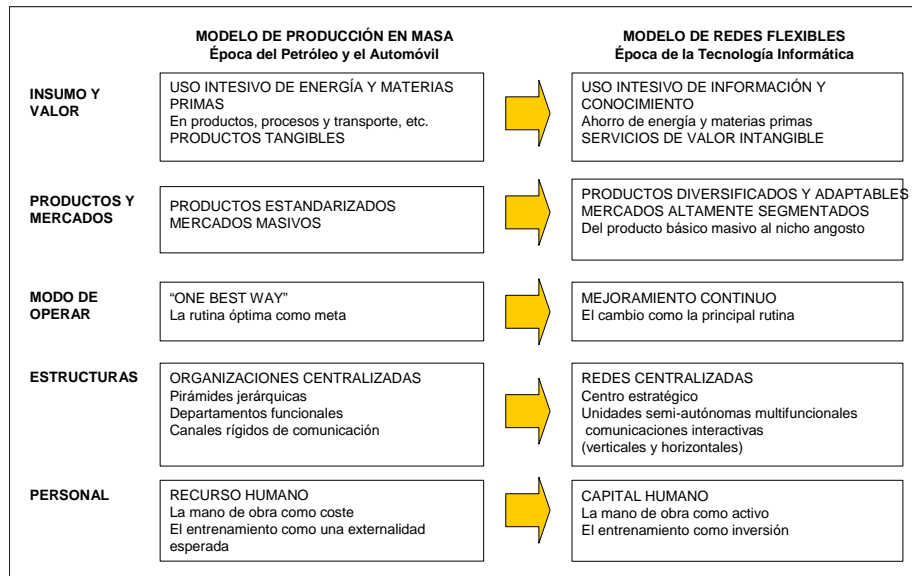 MODELO DE PRODUCCIÓN EN MASA
Época del Petróleo y el Automóvil
MODELO DE REDES FLEXIBLES
Época de la Tecnología Informática
INSUMO Y
VALOR
USO INTESIVO DE ENERGÍA Y MATERIAS
PRIMAS
En productos, procesos y transporte, etc.
PRODUCTOS TANGIBLES
USO INTESIVO DE INFORMACIÓN Y
CONOCIMIENTO
Ahorro de energía y materias primas
SERVICIOS DE VALOR INTANGIBLE
PRODUCTOS Y
MERCADOS
PRODUCTOS ESTANDARIZADOS
MERCADOS MASIVOS
PRODUCTOS DIVERSIFICADOS Y ADAPTABLES
MERCADOS ALTAMENTE SEGMENTADOS
Del producto básico masivo al nicho angosto
MODO DE
OPERAR
“ONE BEST WAY”
La rutina óptima como meta
MEJORAMIENTO CONTINUO
El cambio como la principal rutina
ESTRUCTURAS
ORGANIZACIONES CENTRALIZADAS
Pirámides jerárquicas
Departamentos funcionales
Canales rígidos de comunicación
REDES CENTRALIZADAS
Centro estratégico
Unidades semi-autónomas multifuncionales
comunicaciones interactivas
(verticales y horizontales)
PERSONAL
RECURSO HUMANO
La mano de obra como coste
El entrenamiento como una externalidad
esperada
CAPITAL HUMANO
La mano de obra como activo
El entrenamiento como inversión